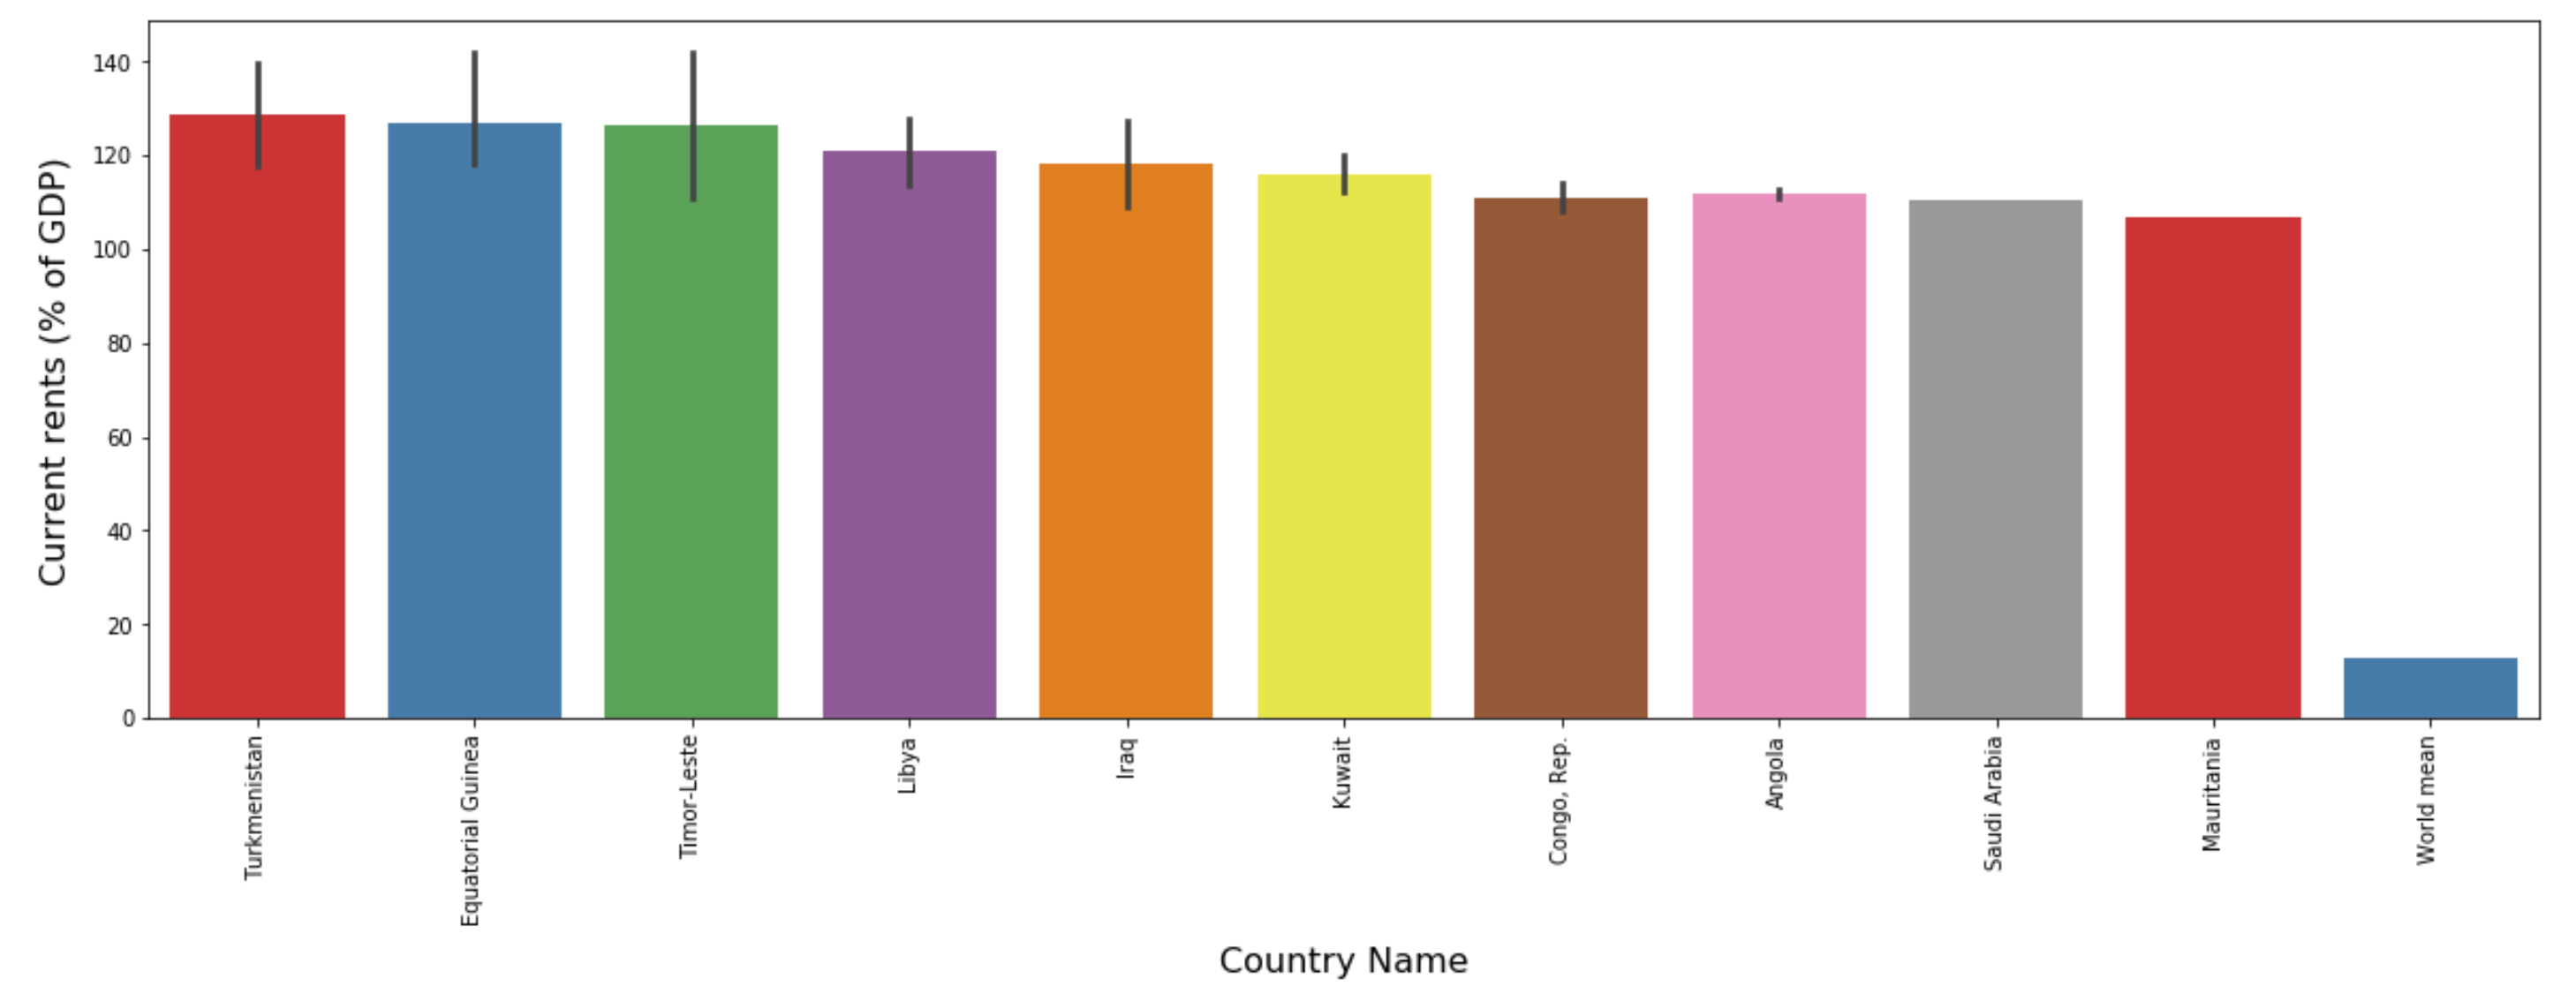 Current rents (% of GDP)
140
120
100
80
60
40
20
0
Turkmenistan
Equatorial Guinea
Timor-Leste
Libya
Iraq
Kuwait
Congo, Rep.
Angola
Saudi Arabia
Mauritania
World mean
Country Name